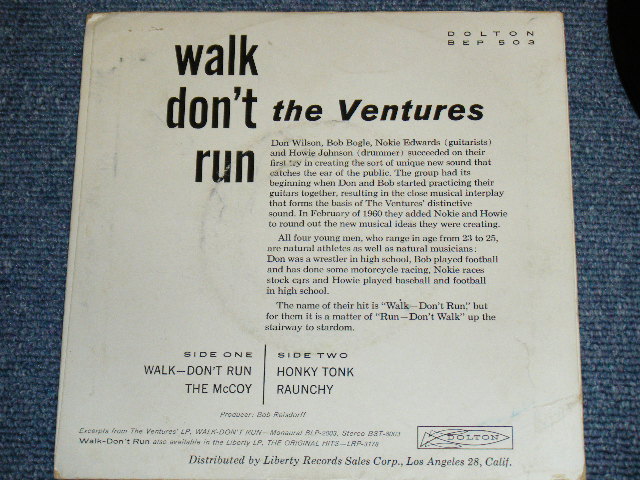 DOLTON
BEP 503
walk
don't
run
the Ventures
Don Wilson, Bob Bogle, Nokie Edwards (guitarists)
and Howie Johnson (drummer) succeeded on their
first try in creating the sort of unique new sound that
catches the ear of the public. The group had its
beginning when Don and Bob started practicing their
guitars together, resulting in the close musical interplay
that forms the basis of The Ventures' distinctive
sound. In February of 1960 they added Nokie and Howie
to round out the new musical ideas they were creating.
All four young men, who range in age from 23 to 25,
are natural athletes as well as natural musicians:
Don was a wrestler in high school, Bob played football
and has done some motorcycle racing, Nokie races
stock cars and Howie played baseball and football
in high school.
The name of their hit is "Walk—Don't Run," but
for them it is a matter of "Run—Don't Walk" up the
stairway to stardom.
SIDE ONE
WALK—DON'T RUN
THE McCOY
SIDE TWO
HONKY TONK
RAUNCHY
Producer: Bob Reisdorff
Excerpts from The Ventures' LP, WALK-DON'T RUN—Monaural BLP-2003, Stereo BST-8003
Walk-Don't Run also available in the Liberty LP, THE ORIGINAL HITS—LRP-3178
DOLTON
Distributed by Liberty Records Sales Corp., Los Angeles 28, Calif.